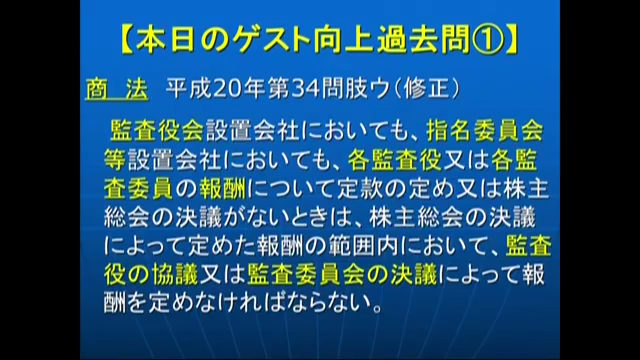 【本日のゲスト向上過去問①】
商　法　平成20年第34問肢ウ（修正）
監査役会設置会社においても、指名委員会
等設置会社においても、各監査役又は各監
査委員の報酬について定款の定め又は株主
総会の決議がないときは、株主総会の決議
によって定めた報酬の範囲内において、監査
役の協議又は監査委員会の決議によって報
酬を定めなければならない。